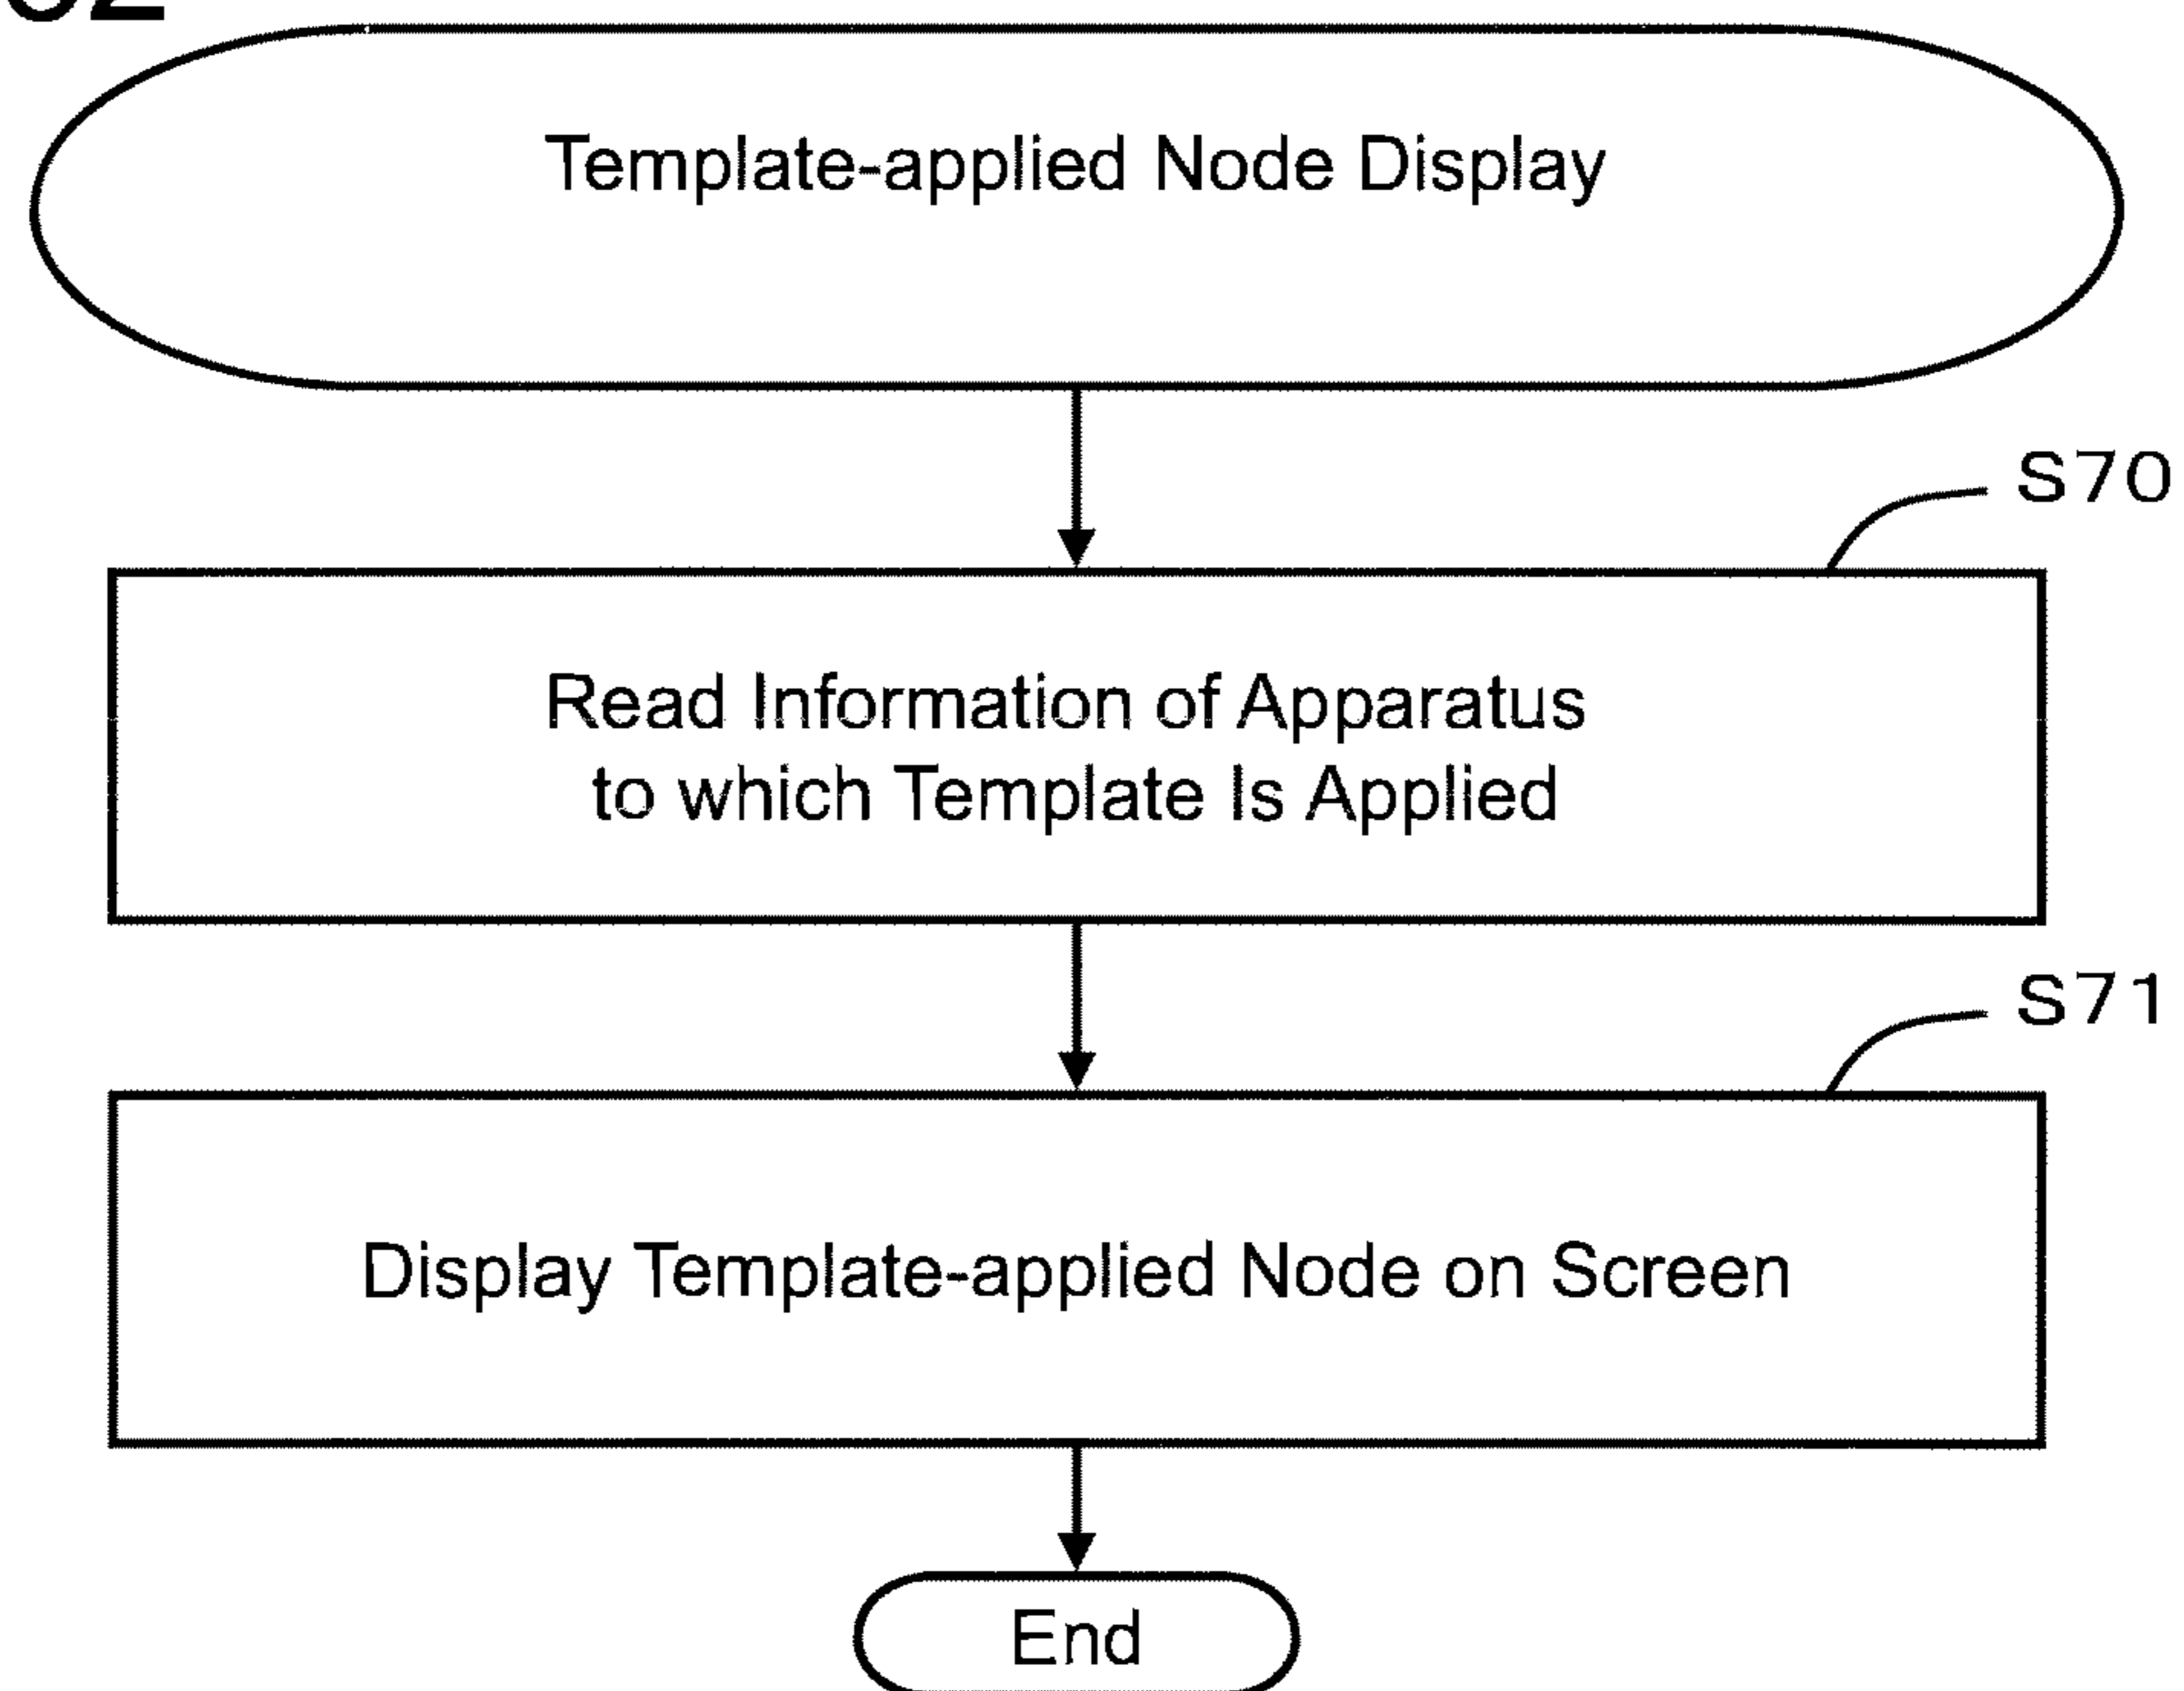 Template-applied Node Display
S70
Read Information of Apparatus
to which Template Is Applied
S71
Display Template-applied Node on Screen
End